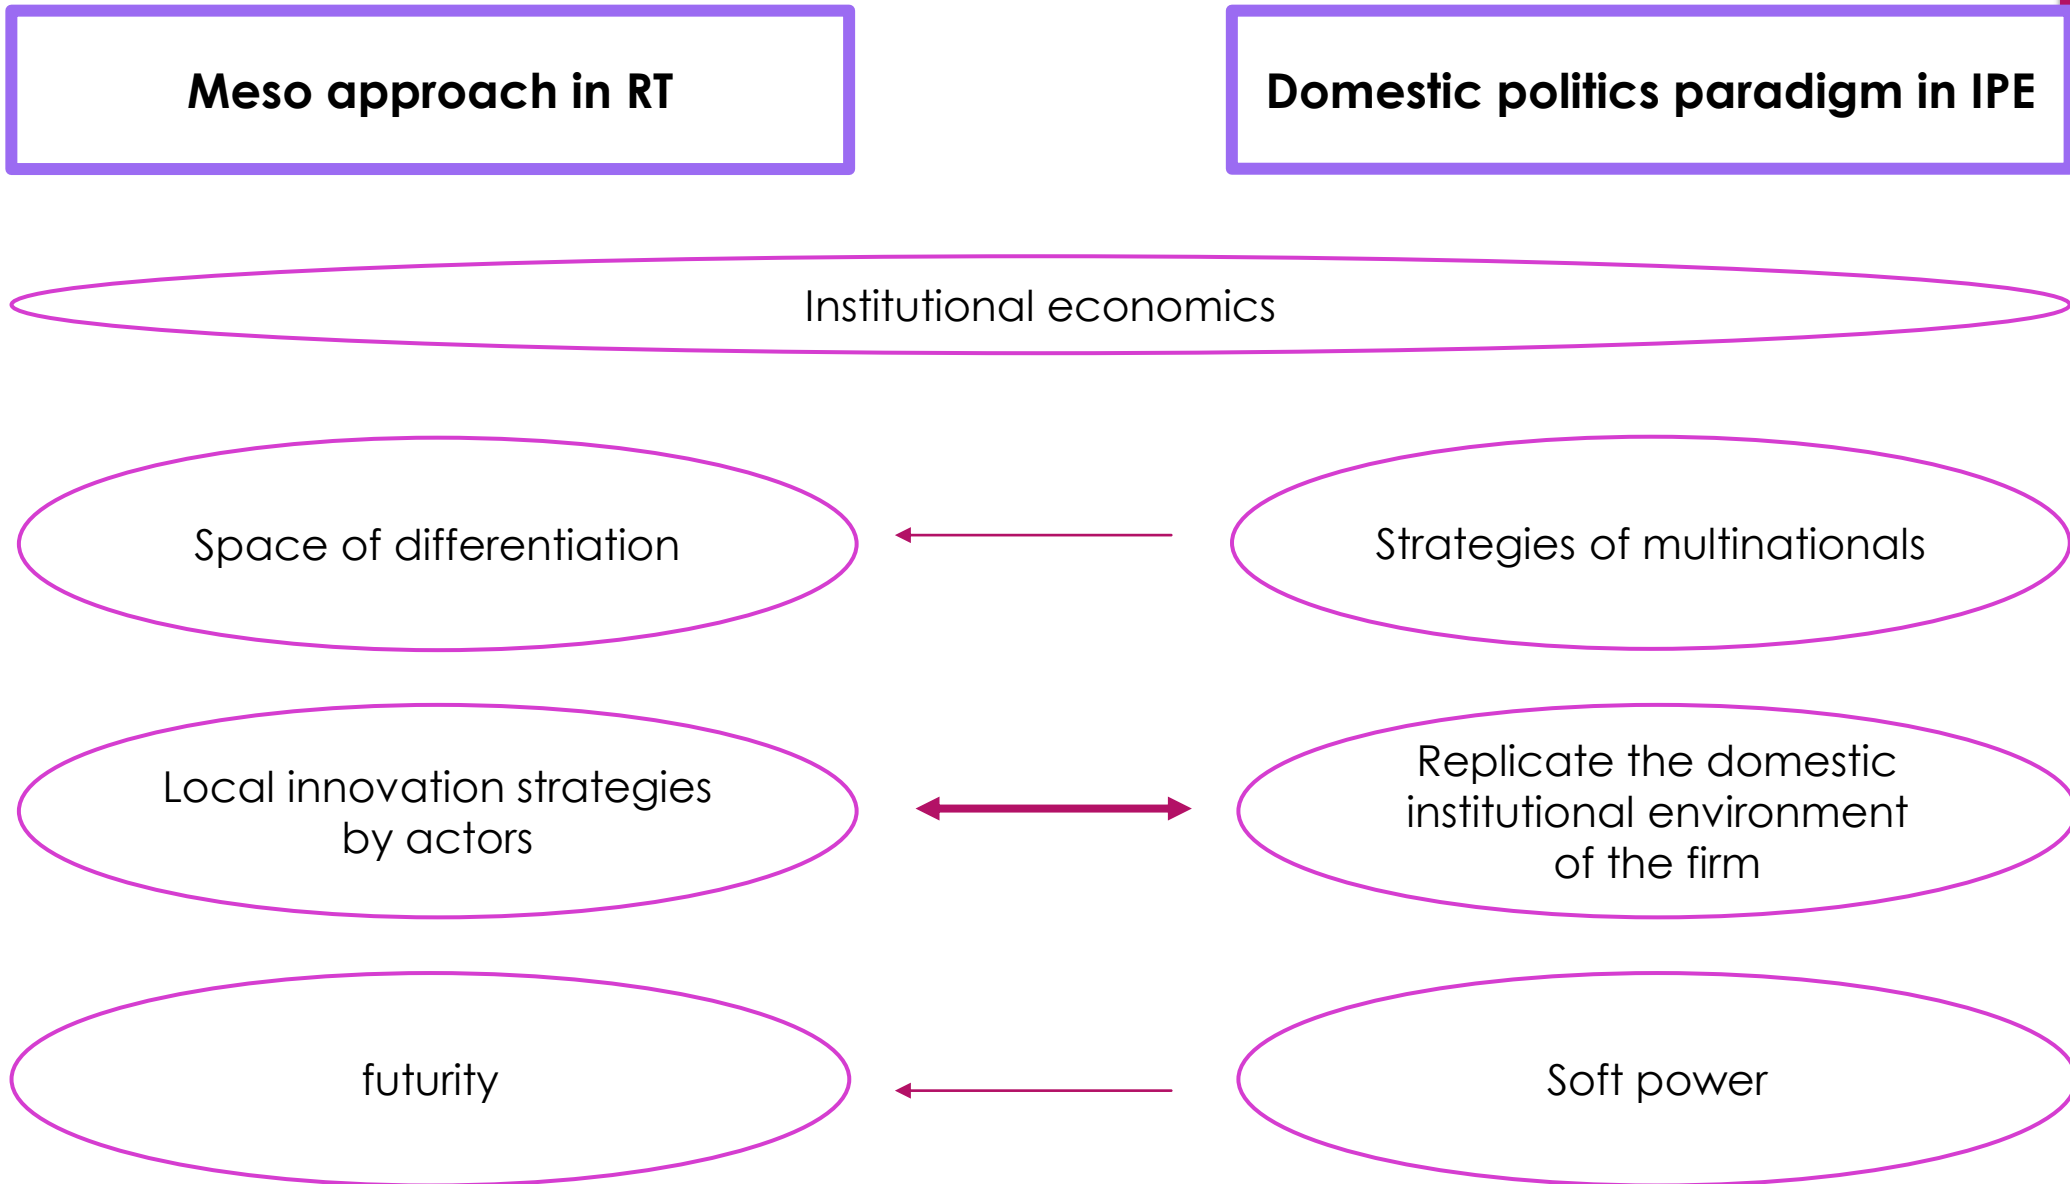 Meso approach in RT
Domestic politics paradigm in IPE
Institutional economics
Space of differentiation
Strategies of multinationals
Local innovation strategies
by actors
Replicate the domestic
institutional environment
of the firm
futurity
Soft power